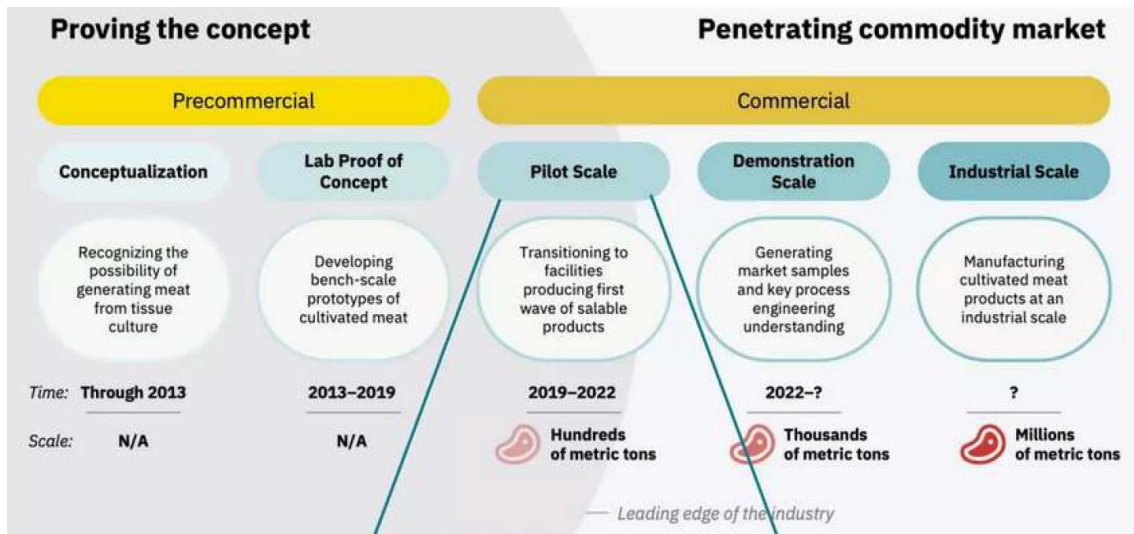 Proving the concept
Penetrating commodity market
Precommercial
Commercial
Conceptualization
Lab Proof of
Concept
Pilot Scale
Demonstration
Scale
Industrial Scale
Recognizing the
possibility of
generating meat
from tissue
culture
Developing
bench-scale
prototypes of
cultivated meat
Transitioning to
facilities
producing first
wave of salable
products
Generating
market samples
and key process
engineering
understanding
Manufacturing
cultivated meat
products at an
industrial scale
Time: Through 2013
2013–2019
2019–2022
2022–?
?
Scale: N/A
N/A
Hundreds
of metric tons
Thousands
of metric tons
Millions
of metric tons
Leading edge of the industry